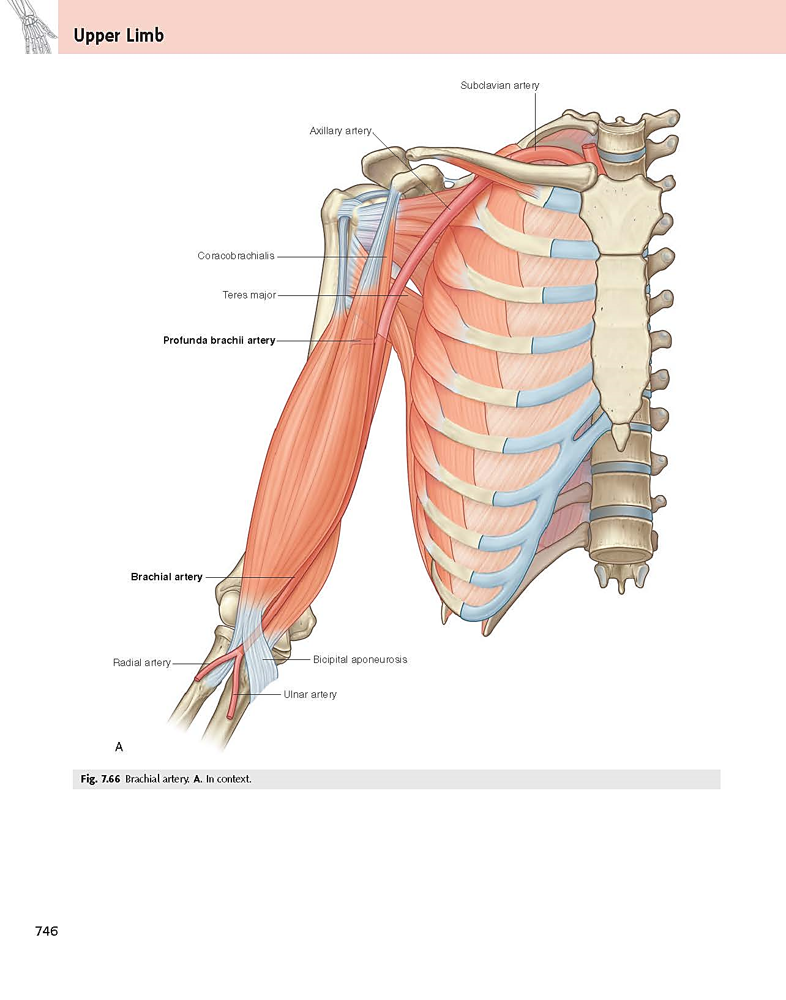 Upper Limb
Subclavian artery
Axillary artery
Coracobrachialis
Teres major
Profunda brachii artery
Brachial artery
Radial artery
Bicipital aponeurosis
Ulnar artery
A
Fig. 7.66 Brachial artery. A. In context.
746